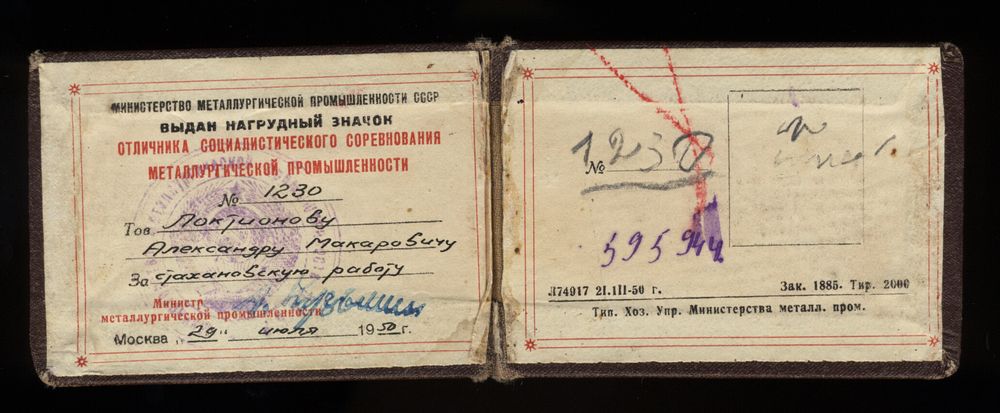 МИНИСТЕРСТВО МЕТАЛЛУРГИЧЕСКОЙ ПРОМЫШЛЕННОСТИ СССР
ВЫДАН НАГРУДНЫЙ ЗНАЧОК
ОТЛИЧНИКА СОЦИАЛИСТИЧЕСКОГО СОРЕВНОВАНИЯ
МЕТАЛЛУРГИЧЕСКОЙ ПРОМЫШЛЕННОСТИ
№ 1230
Тов. Локтионову
Александру Макаровичу
За стахановскую работу
Министр
металлургической промышленности
Москва „29" июля 1950 г.
№ 1230
595944
Л74917 21.III-50 г. Зак. 1885. Тир. 2000
Тип. Хоз. Упр. Министерства металл. пром.